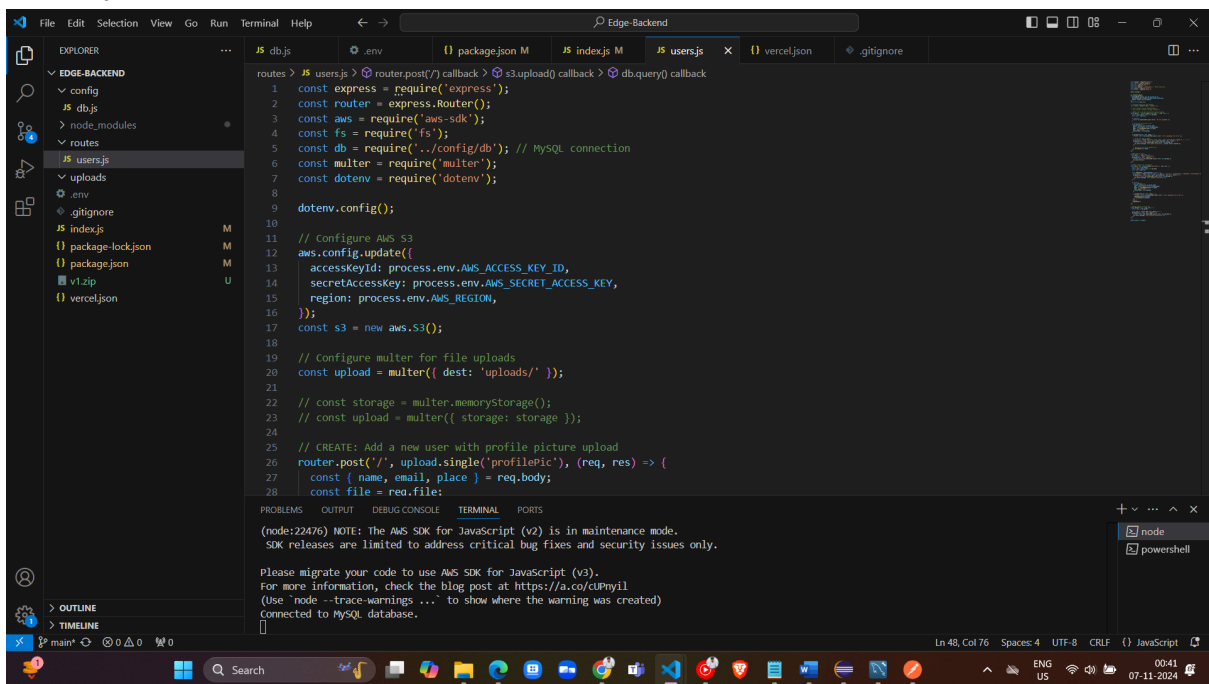 File Edit Selection View Go Run Terminal Help
Edge-Backend
EXPLORER
EDGE-BACKEND
config
JS db.js
node_modules
routes
JS users.js
uploads
.env
.gitignore
JS index.js M
{} package-lock.json M
{} package.json M
v1.zip U
{} vercel.json
OUTLINE
TIMELINE
JS db.js .env {} package.json M JS index.js M JS users.js {} vercel.json .gitignore
routes > JS users.js > router.post('/') callback > s3.upload() callback > db.query() callback
1 const express = require('express');
2 const router = express.Router();
3 const aws = require('aws-sdk');
4 const fs = require('fs');
5 const db = require('../config/db'); // MySQL connection
6 const multer = require('multer');
7 const dotenv = require('dotenv');
8
9 dotenv.config();
10
11 // Configure AWS S3
12 aws.config.update({
13 accessKeyId: process.env.AWS_ACCESS_KEY_ID,
14 secretAccessKey: process.env.AWS_SECRET_ACCESS_KEY,
15 region: process.env.AWS_REGION,
16 });
17 const s3 = new aws.S3();
18
19 // Configure multer for file uploads
20 const upload = multer({ dest: 'uploads/' });
21
22 // const storage = multer.memoryStorage();
23 // const upload = multer({ storage: storage });
24
25 // CREATE: Add a new user with profile picture upload
26 router.post('/', upload.single('profilePic'), (req, res) => {
27 const { name, email, place } = req.body;
28 const file = req.file;
PROBLEMS OUTPUT DEBUG CONSOLE TERMINAL PORTS
(node:22476) NOTE: The AWS SDK for JavaScript (v2) is in maintenance mode.
SDK releases are limited to address critical bug fixes and security issues only.
Please migrate your code to use AWS SDK for JavaScript (v3).
For more information, check the blog post at https://a.co/cUPnyil
(Use `node --trace-warnings ...` to show where the warning was created)
Connected to MySQL database.
node
powershell
main* 0 0 0 Ln 48, Col 76 Spaces: 4 UTF-8 CRLF {} JavaScript
Search
ENG
US
00:41
07-11-2024